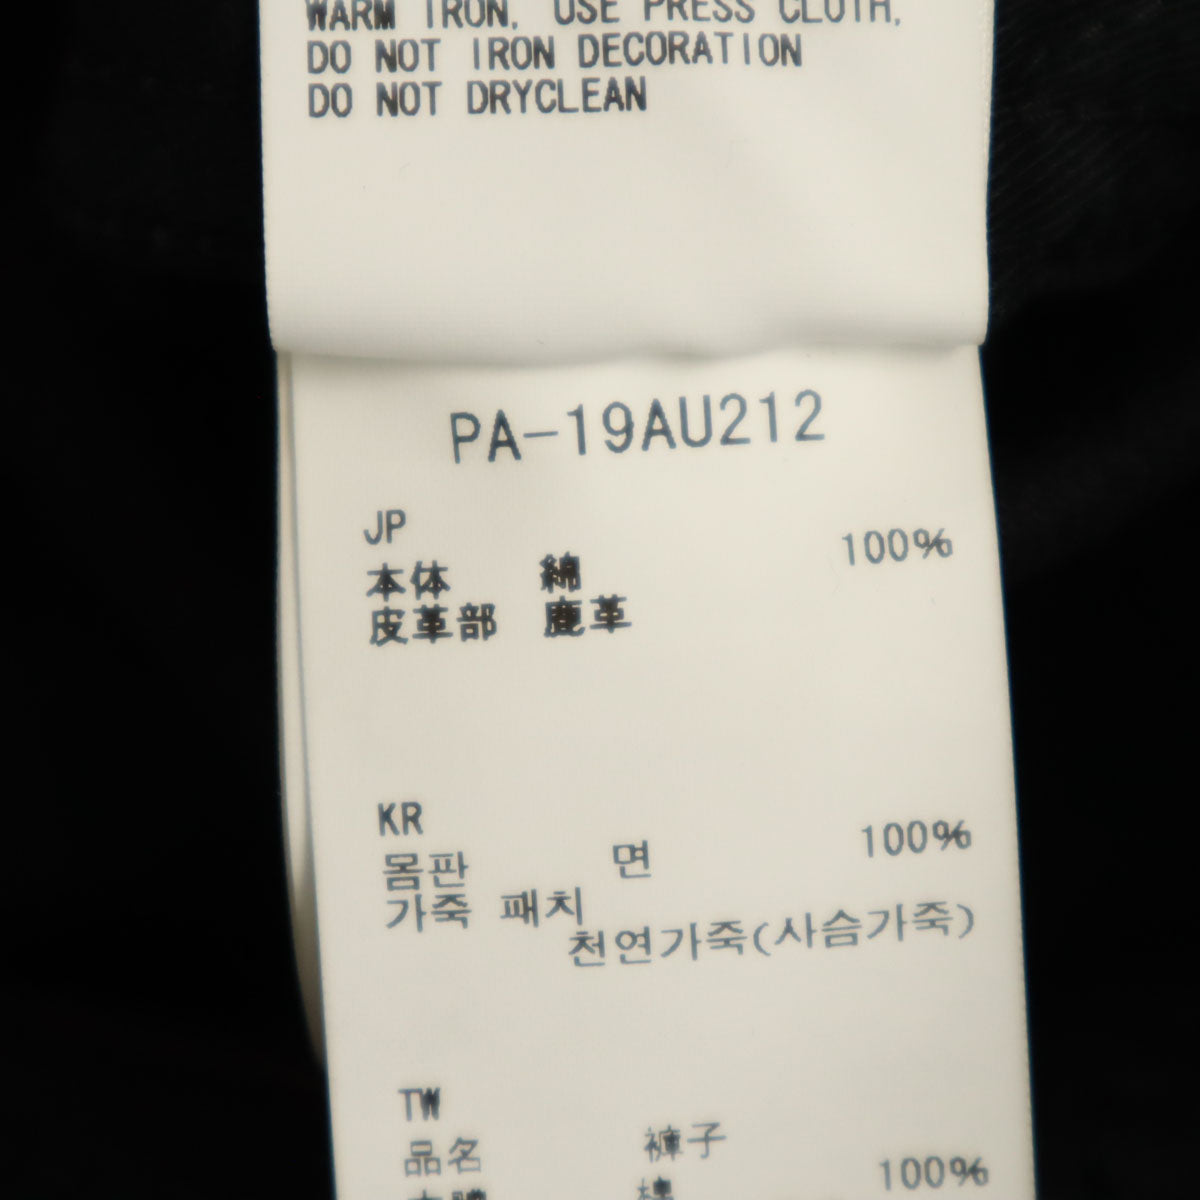 WARM IRON. USE PRESS CLOTH.
DO NOT IRON DECORATION
DO NOT DRYCLEAN
PA-19AU212
JP
本体 綿 100%
皮革部 鹿革
KR
몸판 면 100%
가죽 패치
천연가죽(사슴가죽)
TW
品名 褲子
100%